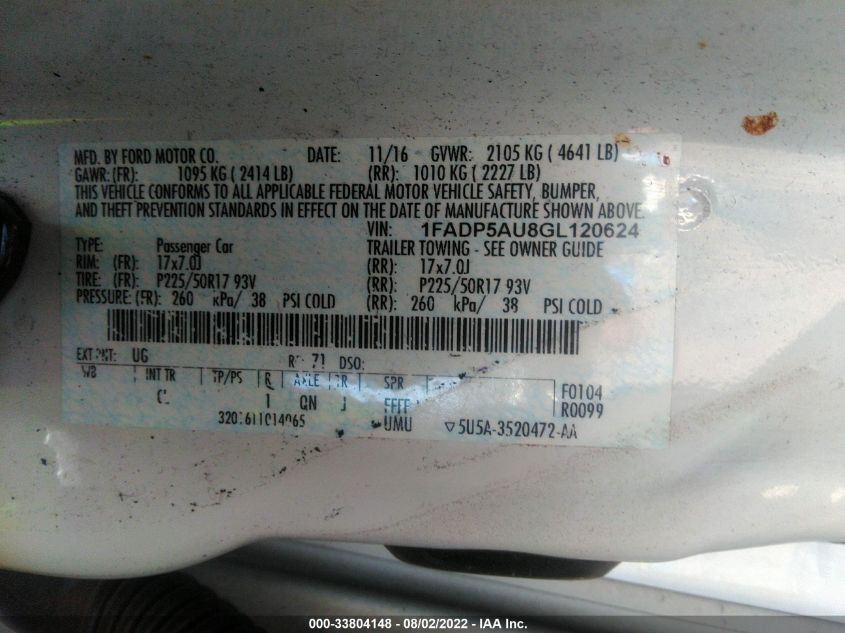 MFD. BY FORD MOTOR CO. DATE: 11/16 GVWR: 2105 KG ( 4641 LB)
GAWR:(FR): 1095 KG ( 2414 LB) (RR): 1010 KG ( 2227 LB)
THIS VEHICLE CONFORMS TO ALL APPLICABLE FEDERAL MOTOR VEHICLE SAFETY, BUMPER,
AND THEFT PREVENTION STANDARDS IN EFFECT ON THE DATE OF MANUFACTURE SHOWN ABOVE.
VIN: 1FADP5AU8GL120624
TYPE: Passenger Car TRAILER TOWING - SEE OWNER GUIDE
RIM: (FR): 17x7.0J (RR): 17x7.0J
TIRE: (FR): P225/50R17 93V (RR): P225/50R17 93V
PRESSURE: (FR): 260 kPa/ 38 PSI COLD (RR): 260 kPa/ 38 PSI COLD
EXT PNT: UG 71 DSO:
WB INT TR TP/PS R AXLE TR SPR F0104
1 QN J FFFF R0099
UMU ▽5U5A-3520472-AA
000-33804148 - 08/02/2022 - IAA Inc.